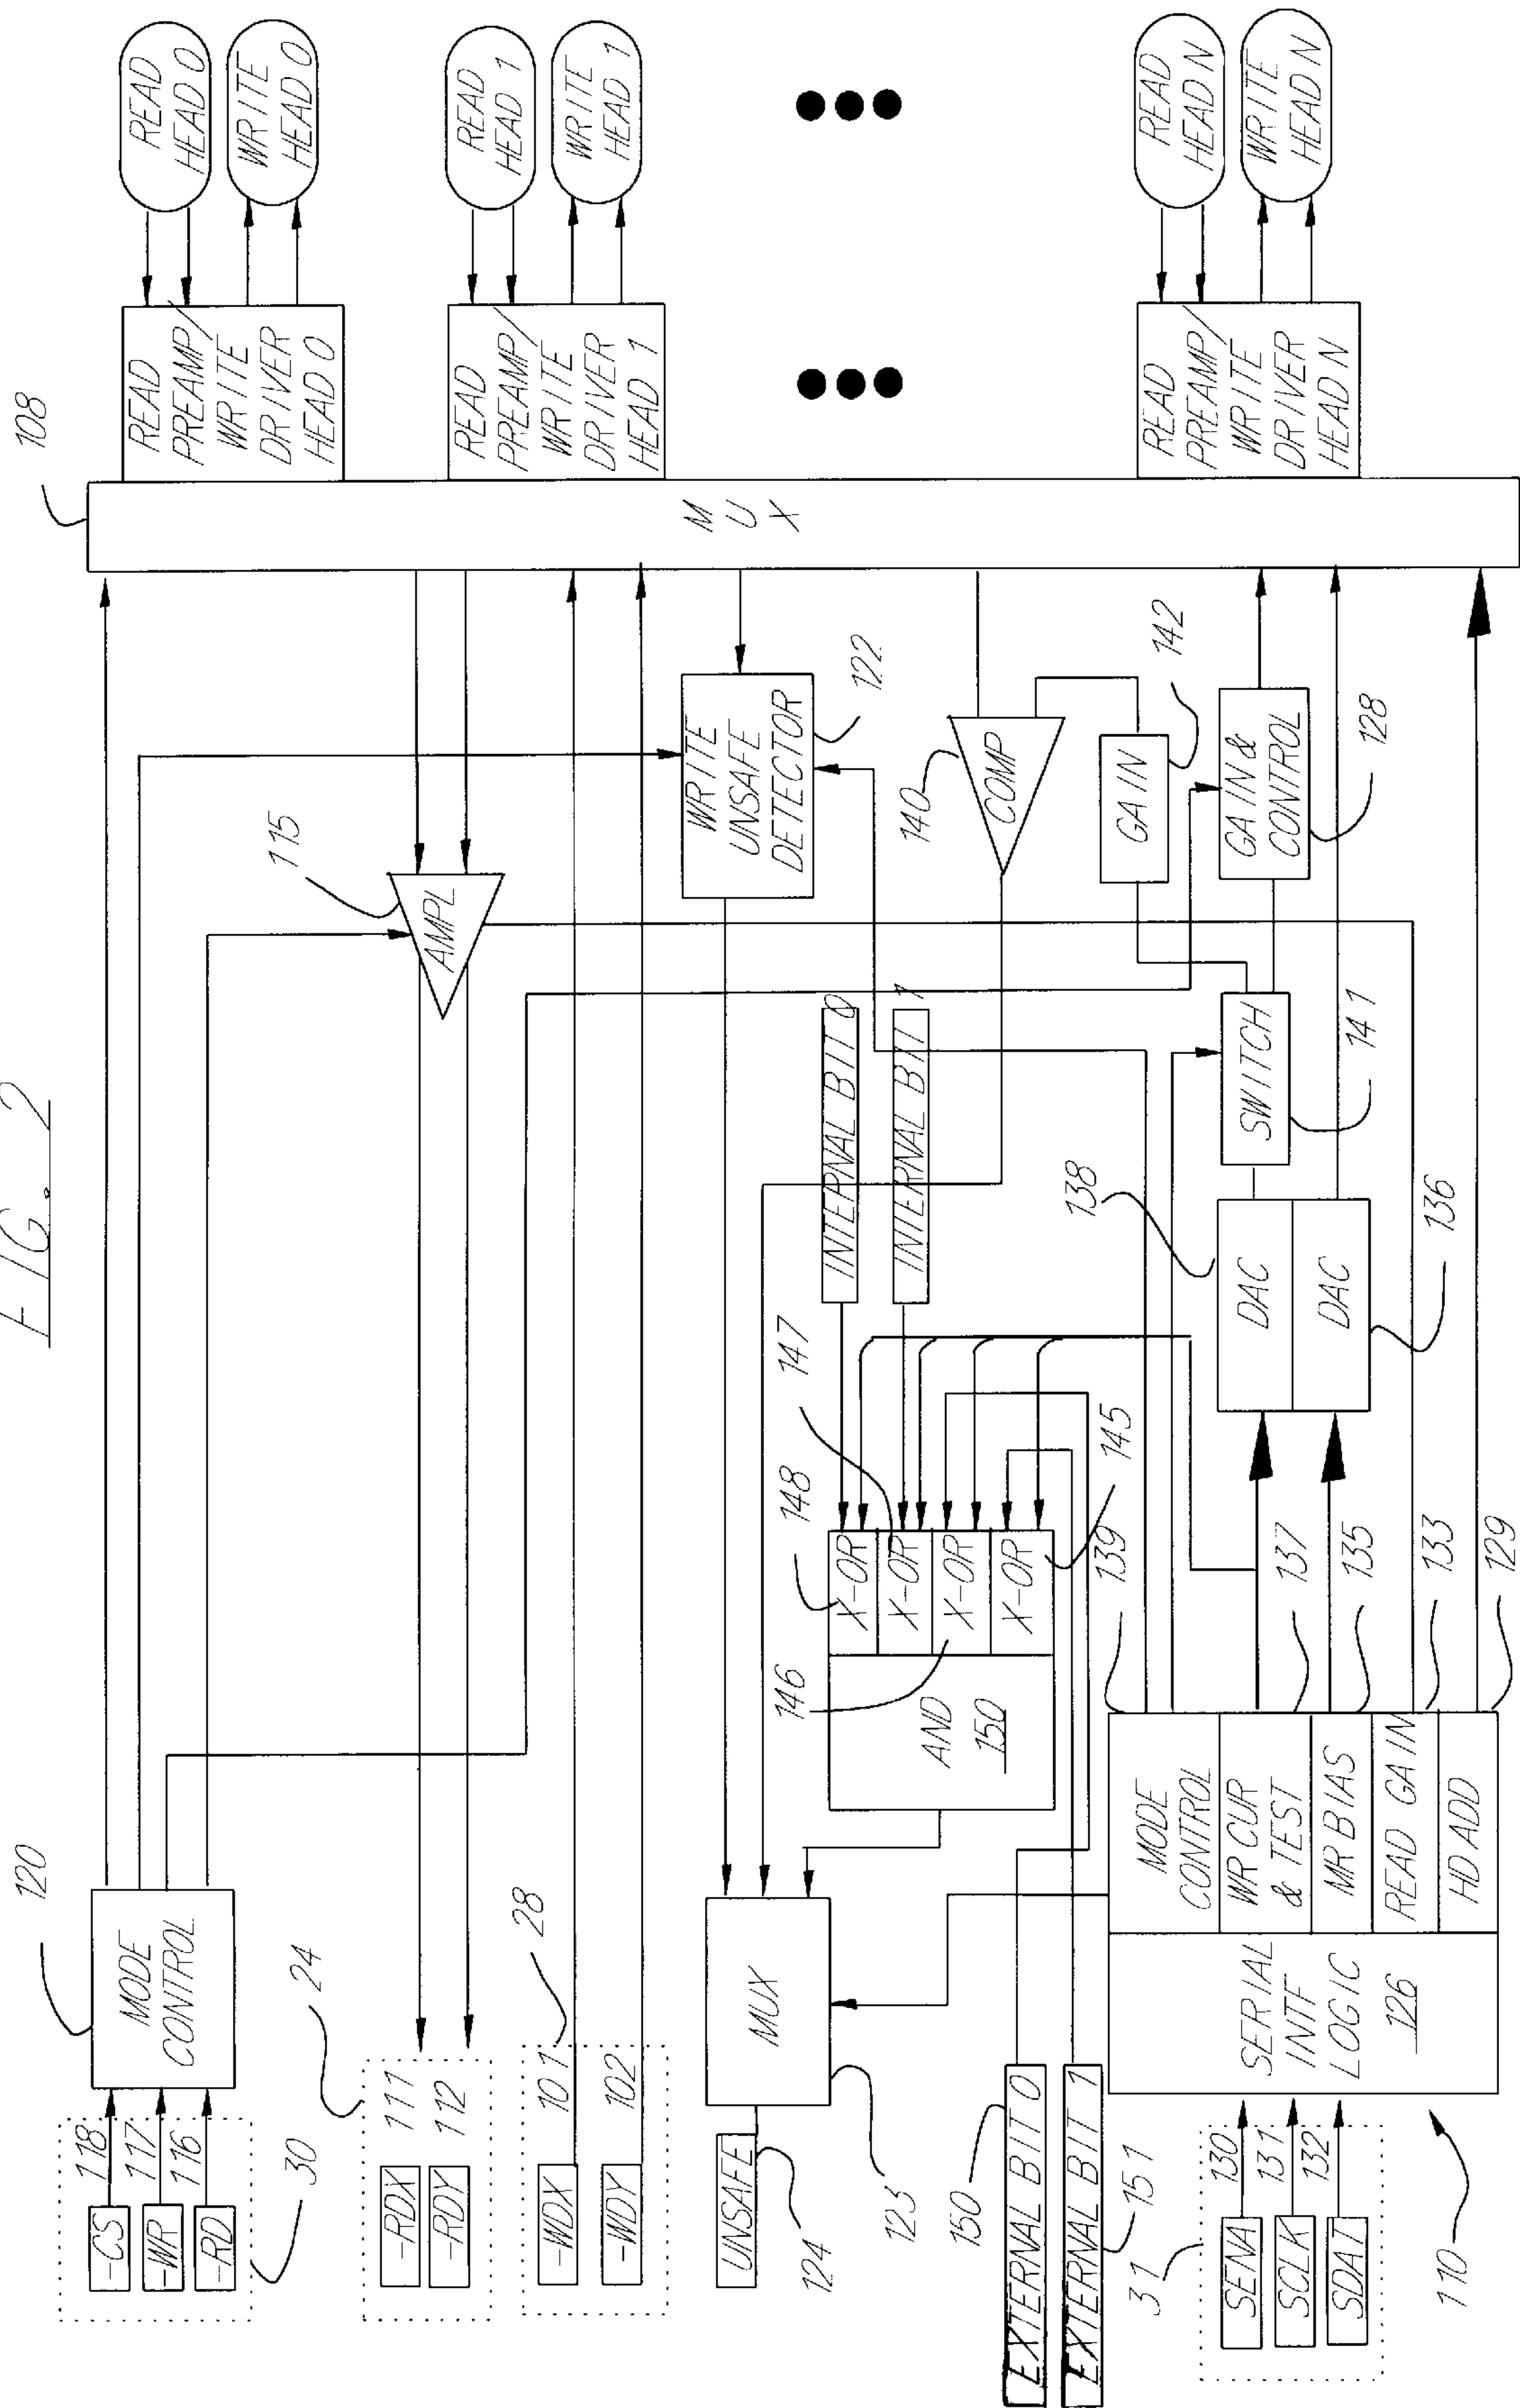 FIG. 2
108
READ
HEAD 0
WRITE
HEAD 0
READ
PREAMP/
WRITE
DRIVER
HEAD 0
READ
HEAD 1
WRITE
HEAD 1
READ
PREAMP/
WRITE
DRIVER
HEAD 1
READ
HEAD N
WRITE
HEAD N
READ
PREAMP/
WRITE
DRIVER
HEAD N
M
U
X
120
MODE
CONTROL
-CS
118
-WR
117
-RD
116
30
24
-RDX
111
-RDY
112
28
-WDX
101
-WDY
102
115
AMPL
WRITE
UNSAFE
DETECTOR
122
140
COMP
GAIN
142
GAIN &
CONTROL
128
SWITCH
141
INTERNAL BIT 0
INTERNAL BIT 1
138
DAC
DAC
136
148
147
X-OR
X-OR
X-OR
X-OR
146
145
AND
150
MUX
123
UNSAFE
124
EXTERNAL BIT 0
150
EXTERNAL BIT 1
151
139
MODE
CONTROL
WR CUR
& TEST
137
MR BIAS
135
READ GAIN
133
HD ADD
129
SERIAL
INTF
LOGIC
126
31
SENA
130
SCLK
131
SDAT
132
110